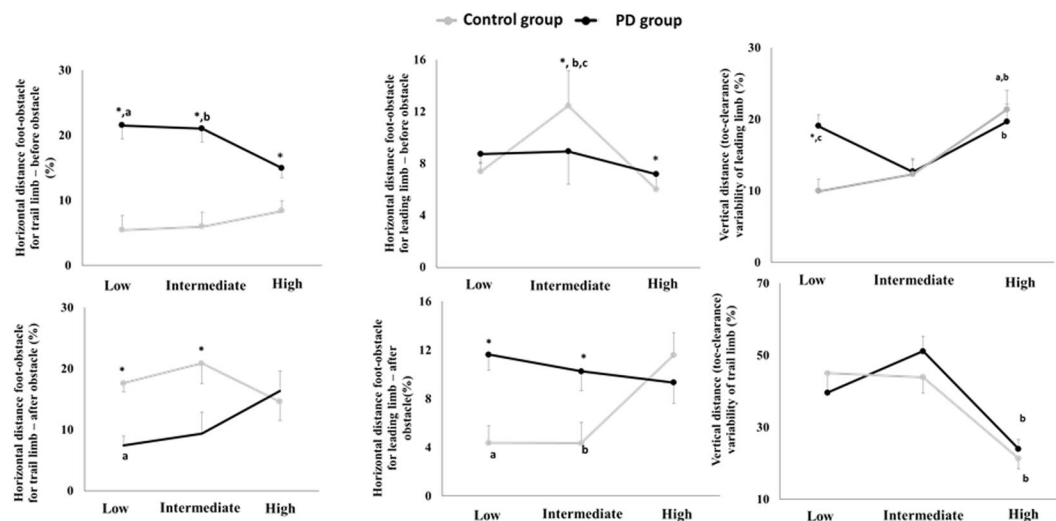 Control group PD group
Horizontal distance foot-obstacle
for trail limb – before obstacle
(%)
30
20
10
0
*,a
*,b
*
Low Intermediate High
Horizontal distance foot-obstacle
for leading limb – before obstacle
16
12
8
4
0
*, b,c
*
Low Intermediate High
Vertical distance (toe-clearance)
variability of leading limb (%)
30
20
10
0
*,c
a,b
b
Low Intermediate High
Horizontal distance foot-obstacle
for trail limb – after obstacle (%)
30
20
10
0
*
*
a
Low Intermediate High
Horizontal distance foot-obstacle
for leading limb – after
obstacle(%)
16
12
8
4
0
*
*
a
b
Low Intermediate High
Vertical distance (toe-clearance)
variability of trail limb (%)
70
50
30
10
b
b
Low Intermediate High